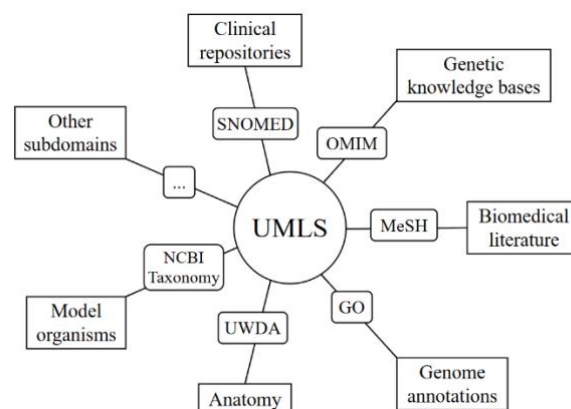 Clinical
repositories
Genetic
knowledge bases
SNOMED
OMIM
Other
subdomains
...
UMLS
MeSH
Biomedical
literature
NCBI
Taxonomy
Model
organisms
UWDA
GO
Anatomy
Genome
annotations